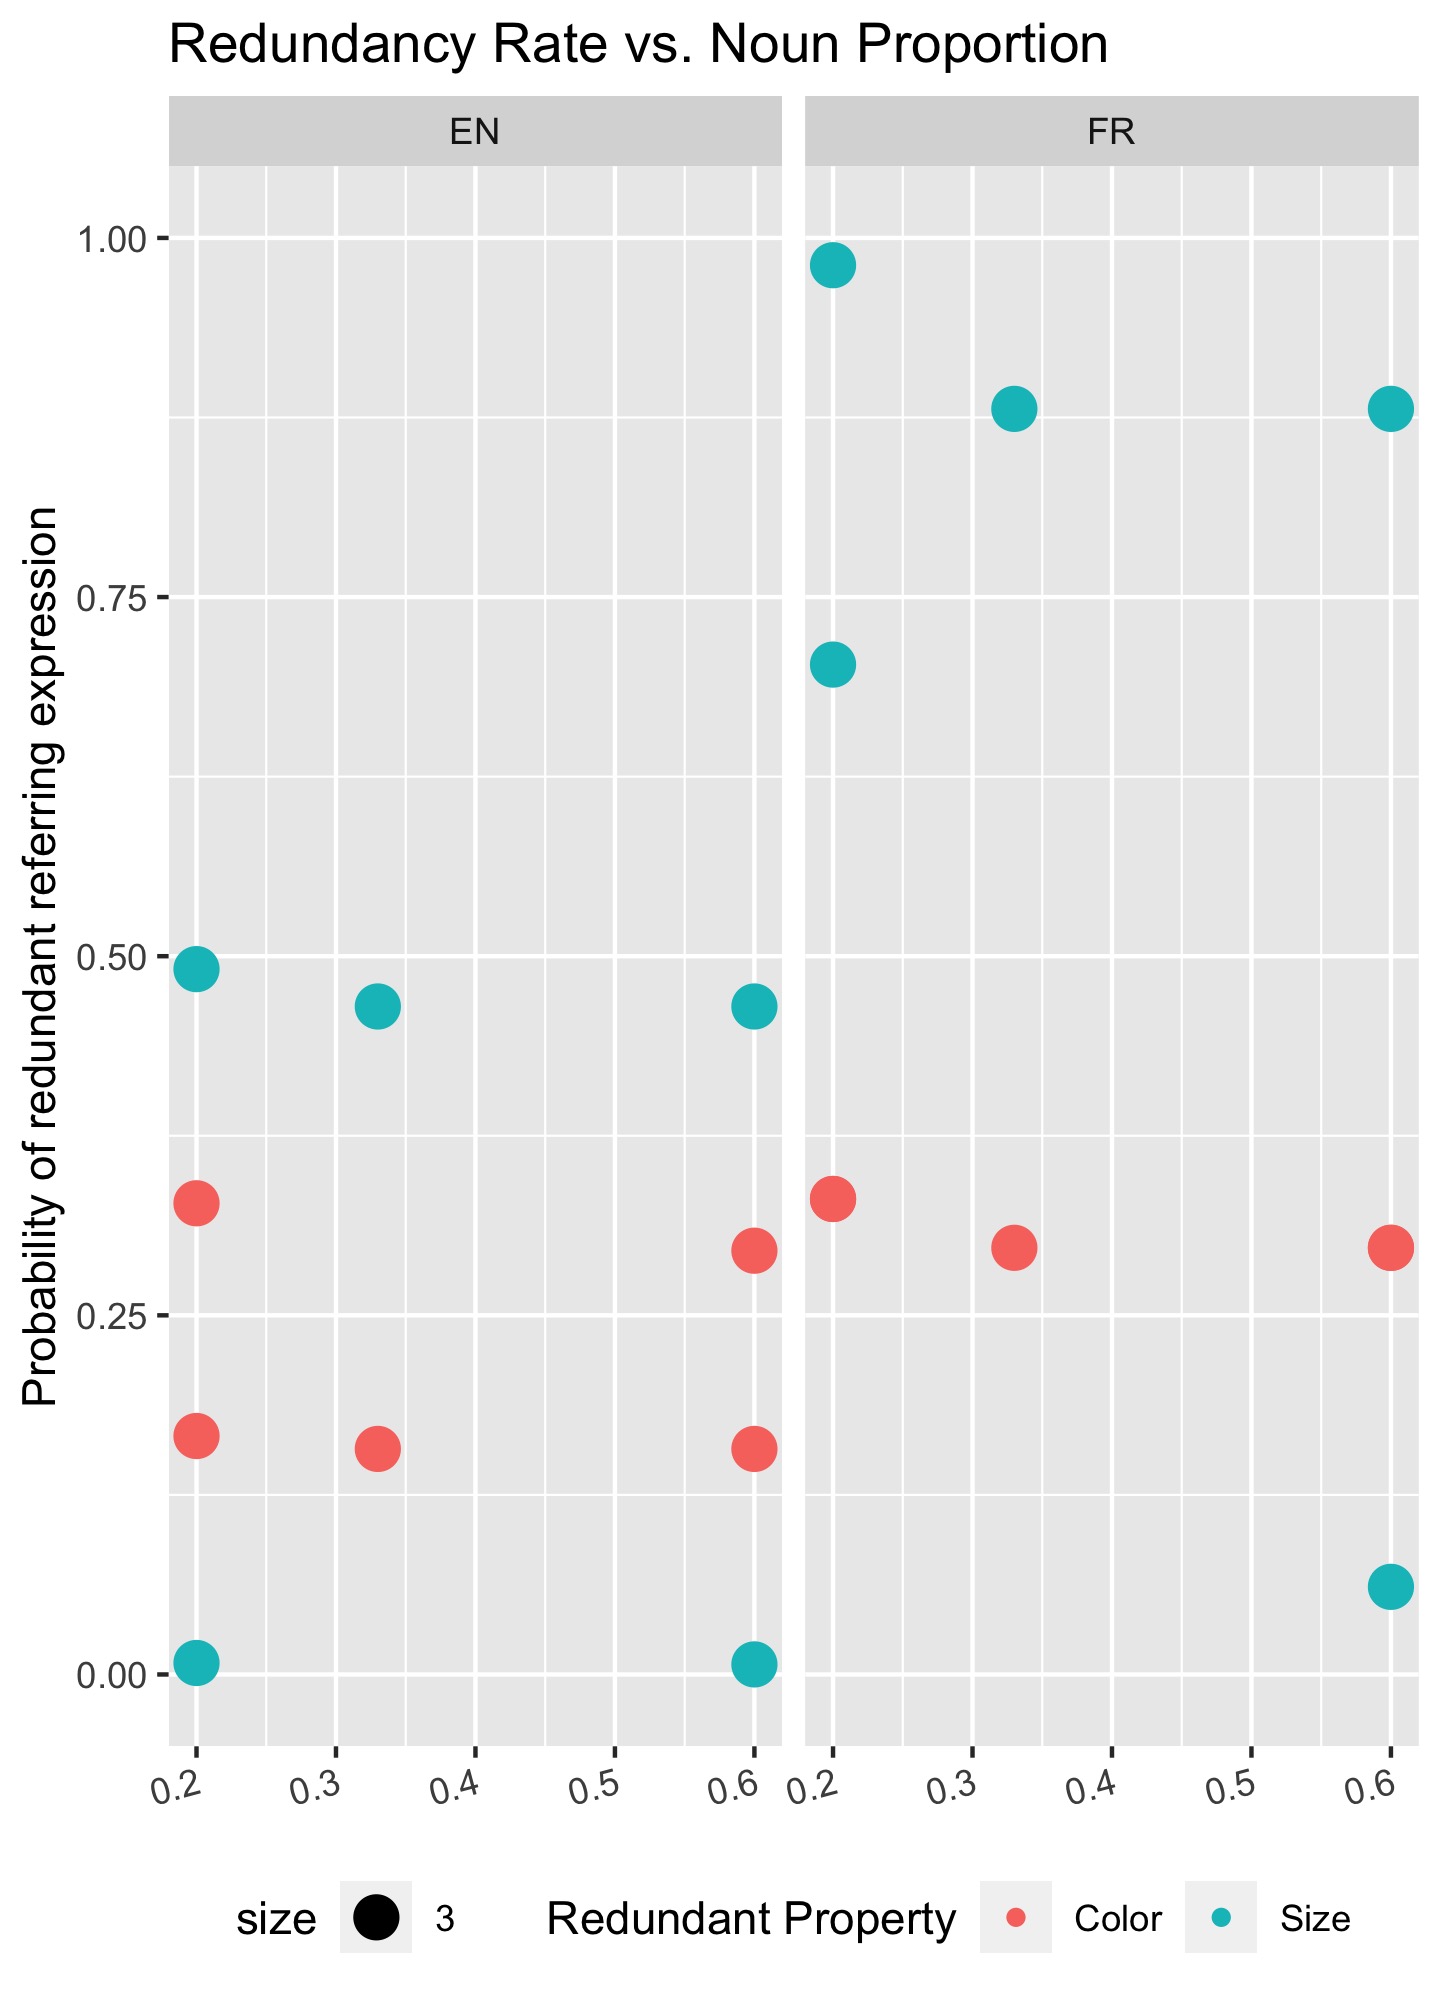 Redundancy Rate vs. Noun Proportion
EN
FR
Probability of redundant referring expression
1.00
0.75
0.50
0.25
0.00
0.2 0.3 0.4 0.5 0.6
0.2 0.3 0.4 0.5 0.6
size 3 Redundant Property Color Size